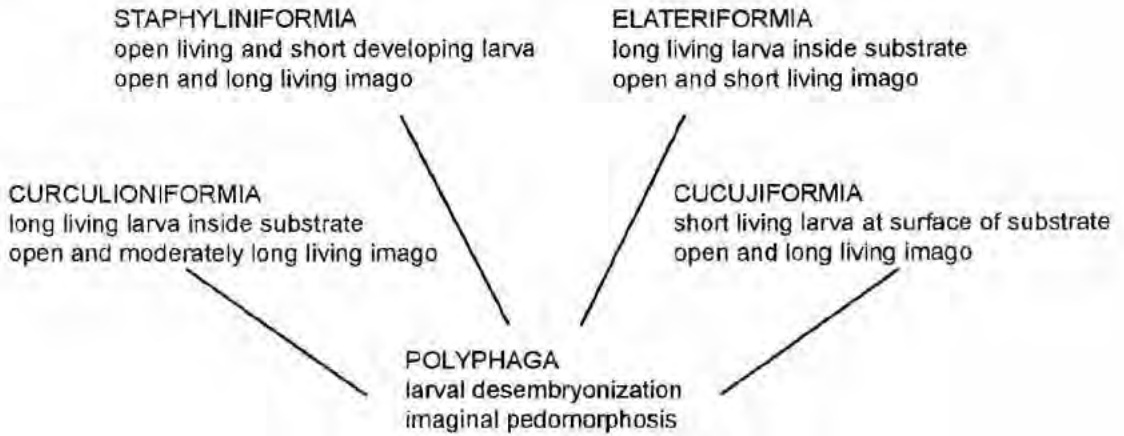 STAPHYLINIFORMIA
open living and short developing larva
open and long living imago
ELATERIFORMIA
long living larva inside substrate
open and short living imago
CURCULIONIFORMIA
long living larva inside substrate
open and moderately long living imago
CUCUJIFORMIA
short living larva at surface of substrate
open and long living imago
POLYPHAGA
larval desembryonization
imaginal pedomorphosis